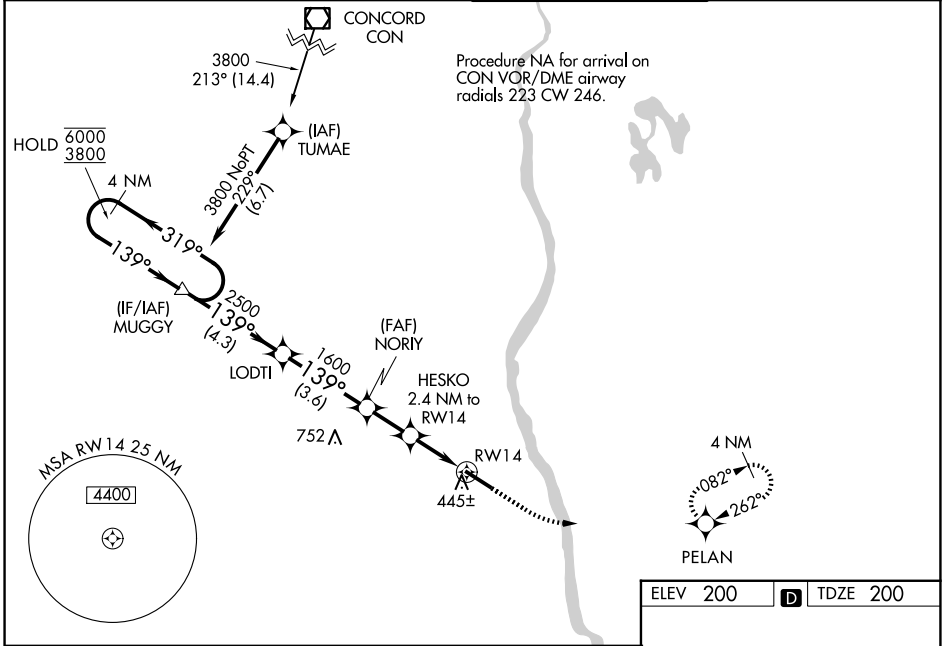 CONCORD
CON
3800
213° (14.4)
Procedure NA for arrival on
CON VOR/DME airway
radials 223 CW 246.
(IAF)
TUMAE
HOLD 6000
3800
4 NM
3800 NoPT
229°
(6.7)
319°
139°
(IF/IAF)
MUGGY
2500
139°
(4.3)
LODTI
1600
139°
(3.6)
(FAF)
NORIY
HESKO
2.4 NM to
RW14
752
RW14
445±
MSA RW14 25 NM
4400
4 NM
082°
262°
PELAN
ELEV 200 D TDZE 200